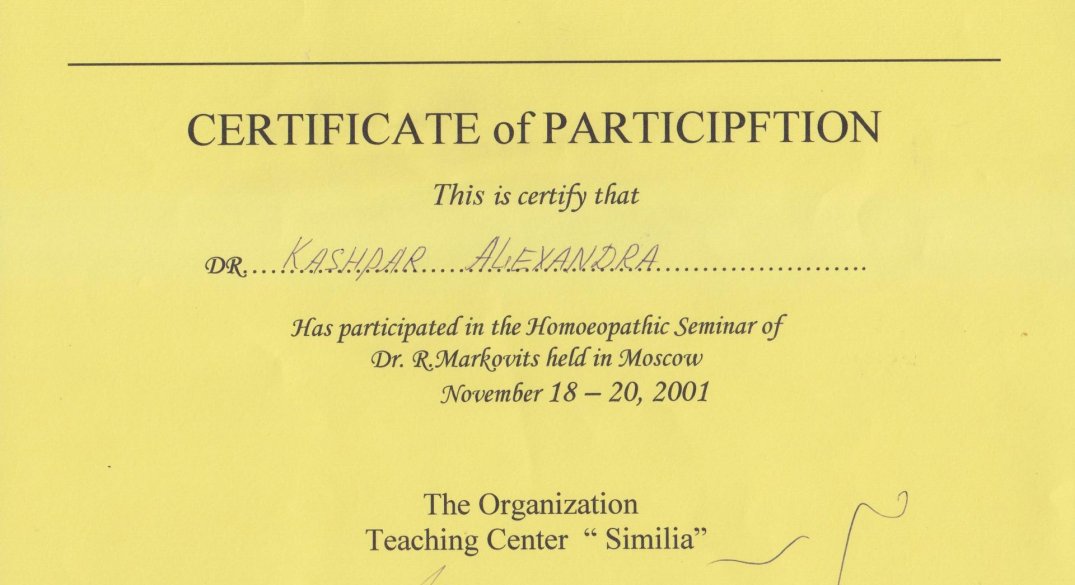 CERTIFICATE of PARTICIPFTION
This is certify that
DR.....KASHPAR.....ALEXANDRA..............................
Has participated in the Homoeopathic Seminar of
Dr. R.Markovits held in Moscow
November 18 – 20, 2001
The Organization
Teaching Center “ Similia”